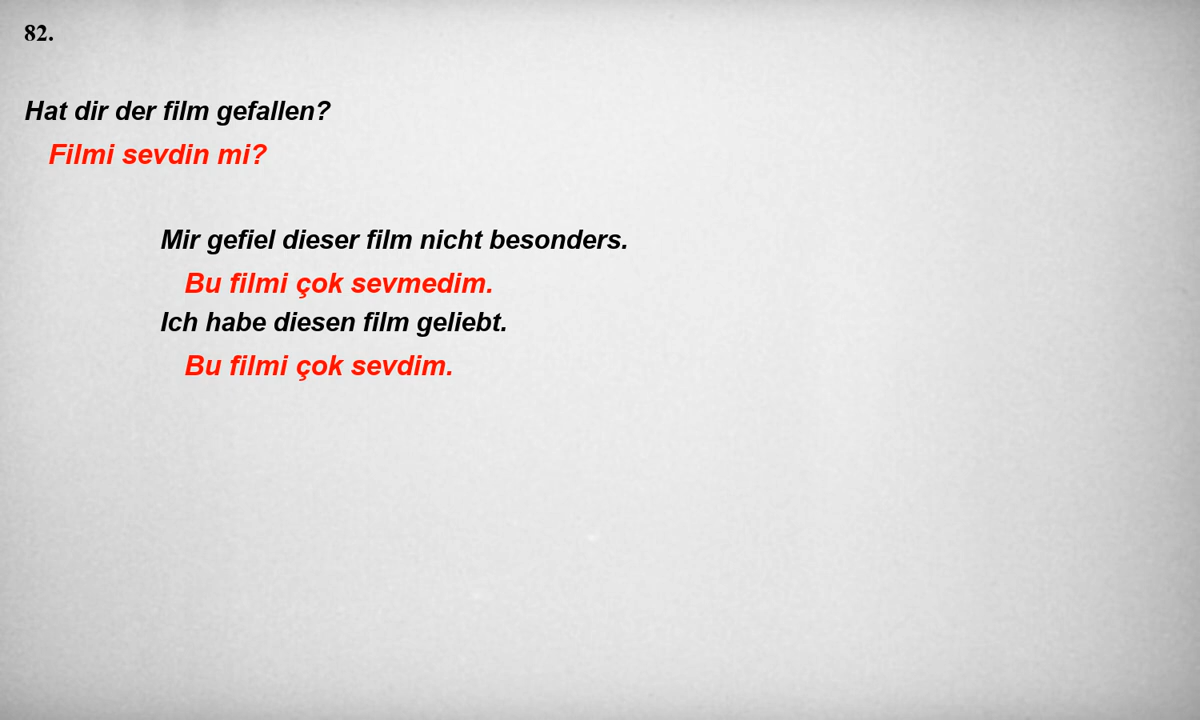 82.
Hat dir der film gefallen?
Filmi sevdin mi?
Mir gefiel dieser film nicht besonders.
Bu filmi çok sevmedim.
Ich habe diesen film geliebt.
Bu filmi çok sevdim.